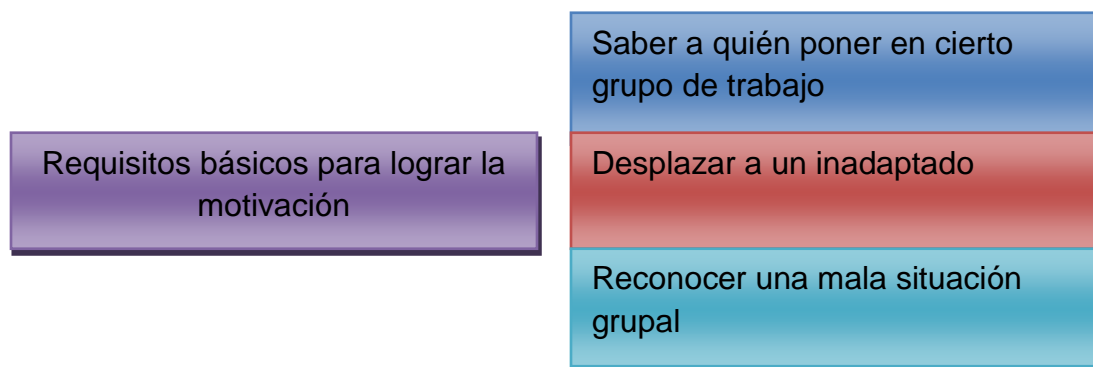 Requisitos básicos para lograr la
motivación
Saber a quién poner en cierto
grupo de trabajo
Desplazar a un inadaptado
Reconocer una mala situación
grupal